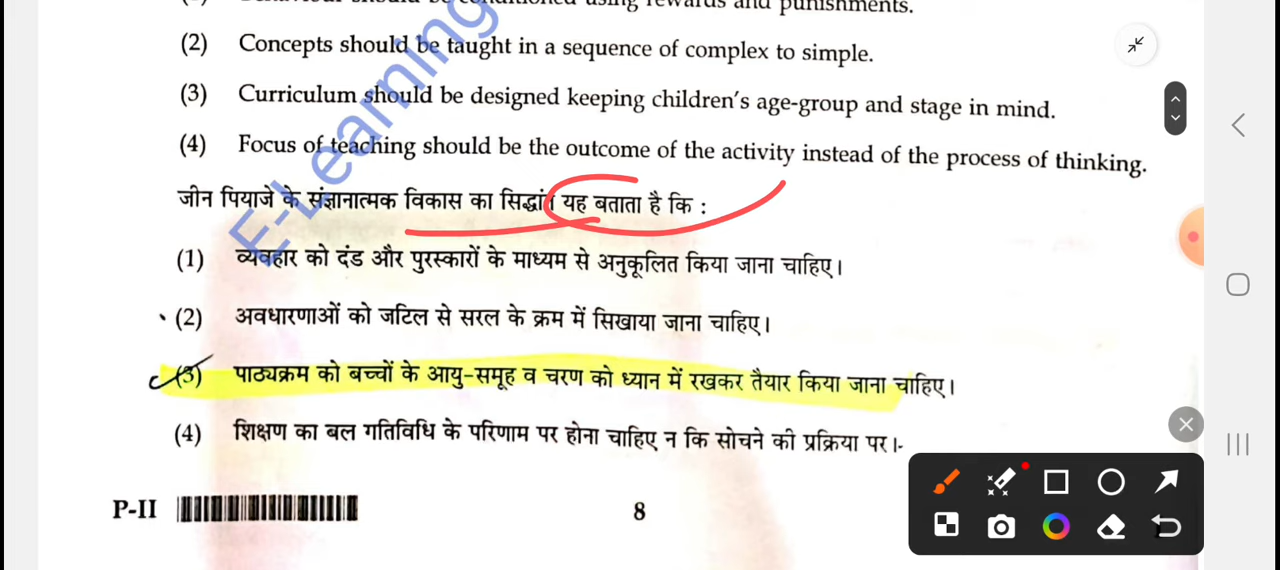 Behaviour should be conditioned using rewards and punishments.
(2) Concepts should be taught in a sequence of complex to simple.
(3) Curriculum should be designed keeping children's age-group and stage in mind.
(4) Focus of teaching should be the outcome of the activity instead of the process of thinking.
जीन पियाजे के संज्ञानात्मक विकास का सिद्धांत यह बताता है कि :
(1) व्यवहार को दंड और पुरस्कारों के माध्यम से अनुकूलित किया जाना चाहिए।
(2) अवधारणाओं को जटिल से सरल के क्रम में सिखाया जाना चाहिए।
(3) पाठ्यक्रम को बच्चों के आयु-समूह व चरण को ध्यान में रखकर तैयार किया जाना चाहिए।
(4) शिक्षण का बल गतिविधि के परिणाम पर होना चाहिए न कि सोचने की प्रक्रिया पर।
P-II 8
E-Learning